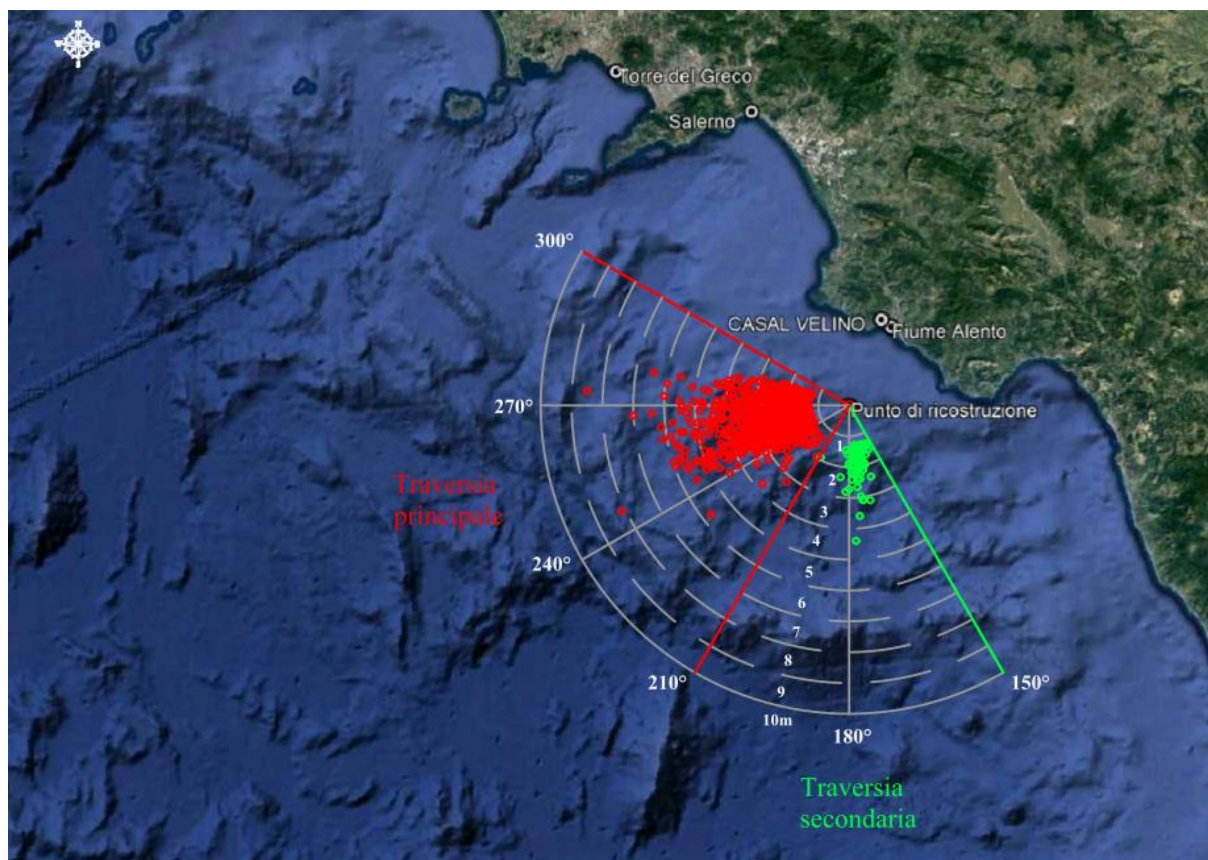 N
W E
S
Torre del Greco
Salerno
300°
CASAL VELINO
Fiume Alento
270°
Punto di ricostruzione
1
Traversia
principale
2
3
4
240°
5
6
7
8
210°
150°
9
10m
180°
Traversia
secondaria